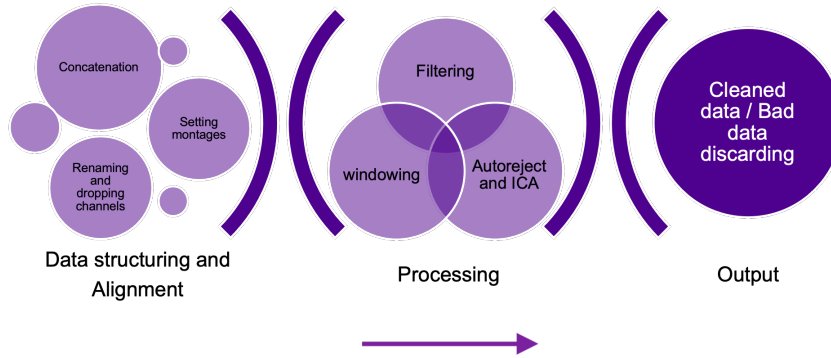 Concatenation
Setting
montages
Renaming
and
dropping
channels
Data structuring and
Alignment
Filtering
windowing
Autoreject
and ICA
Processing
Cleaned
data / Bad
data
discarding
Output